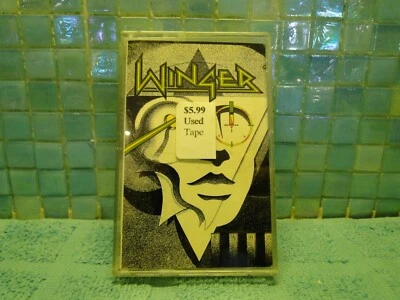 WINGER
$5.99
Used
Tape